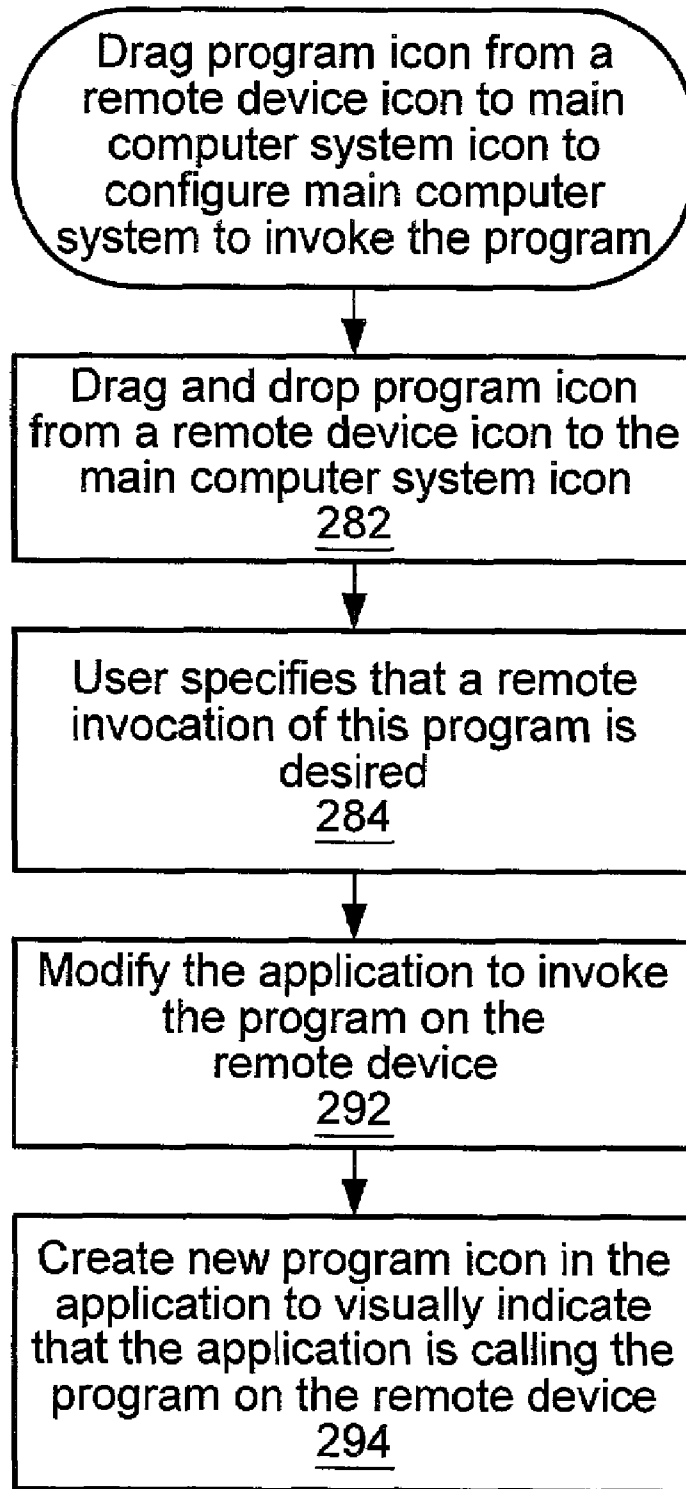 Drag program icon from a
remote device icon to main
computer system icon to
configure main computer
system to invoke the program
Drag and drop program icon
from a remote device icon to the
main computer system icon
282
User specifies that a remote
invocation of this program is
desired
284
Modify the application to invoke
the program on the
remote device
292
Create new program icon in the
application to visually indicate
that the application is calling the
program on the remote device
294